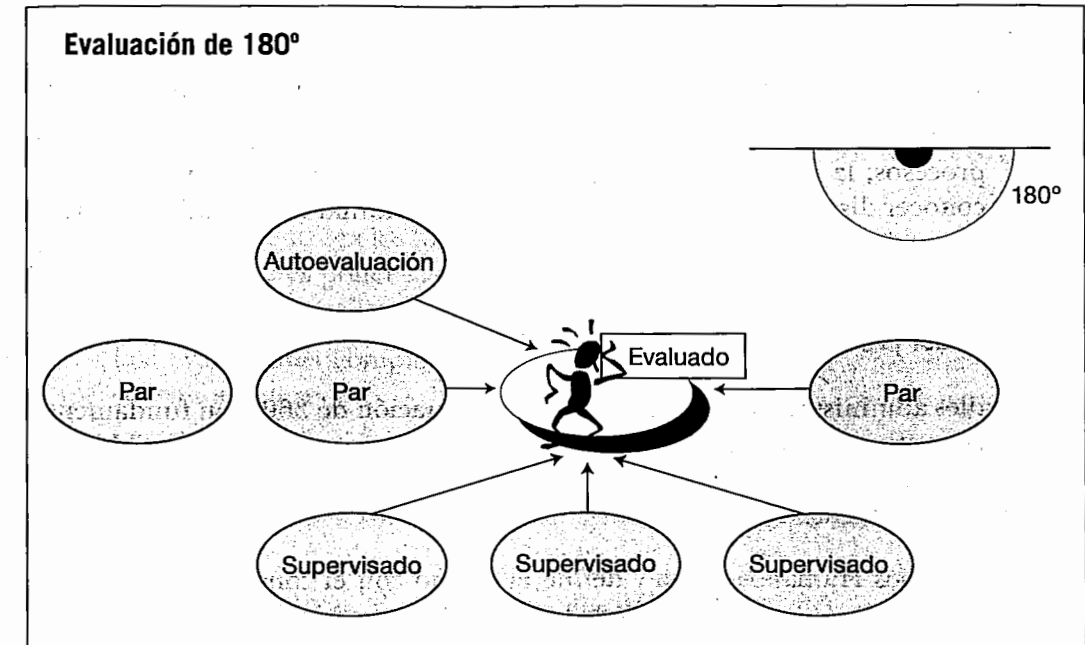 Evaluación de 180º
180º
Autoevaluación
Evaluado
Par
Par
Par
Supervisado
Supervisado
Supervisado